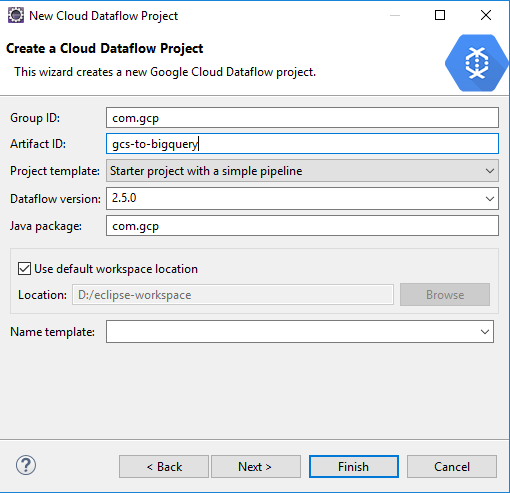 New Cloud Dataflow Project
Create a Cloud Dataflow Project
This wizard creates a new Google Cloud Dataflow project.
Group ID: com.gcp
Artifact ID: gcs-to-bigquery
Project template: Starter project with a simple pipeline
Dataflow version: 2.5.0
Java package: com.gcp
Use default workspace location
Location: D:/eclipse-workspace Browse
Name template:
? < Back Next > Finish Cancel